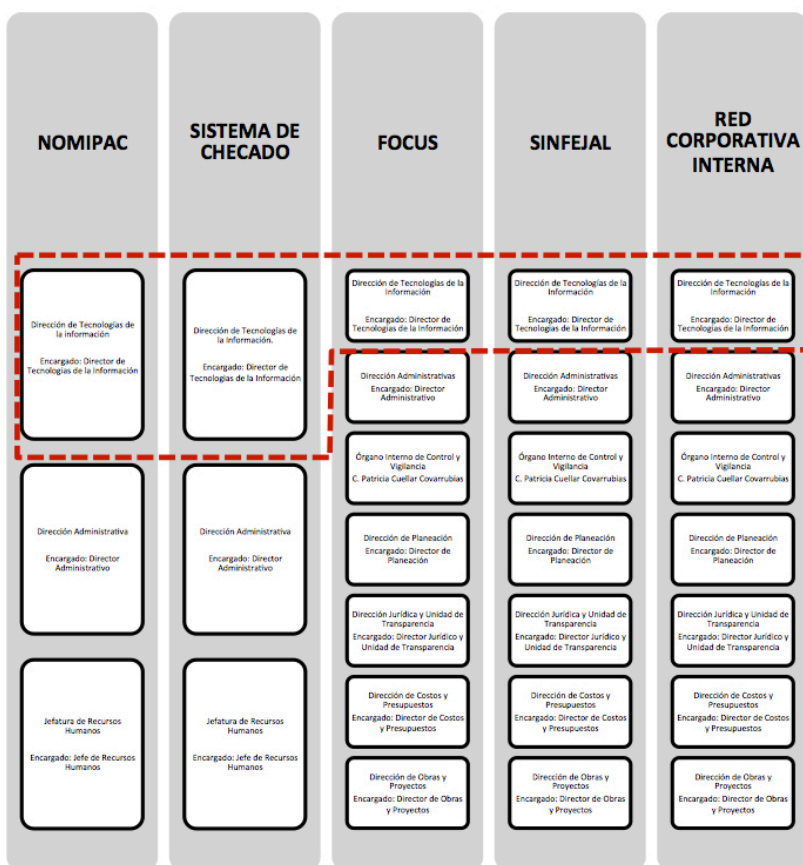 NOMIPAC
Dirección de Tecnologías de
la información
Encargado: Director de
Tecnologías de la Información
Dirección Administrativa
Encargado: Director
Administrativo
Jefatura de Recursos
Humanos
Encargado: Jefe de Recursos
Humanos
SISTEMA DE
CHECADO
Dirección de Tecnologías de
la Información.
Encargado: Director de
Tecnologías de la Información
Dirección Administrativa
Encargado: Director
Administrativo
Jefatura de Recursos
Humanos
Encargado: Jefe de Recursos
Humanos
FOCUS
Dirección de Tecnologías de la
Información
Encargado: Director de
Tecnologías de la Información
Dirección Administrativas
Encargado: Director
Administrativo
Órgano Interno de Control y
Vigilancia
C. Patricia Cuellar Covarrubias
Dirección de Planeación
Encargado: Director de
Planeación
Dirección Jurídica y Unidad de
Transparencia
Encargado: Director Jurídico y
Unidad de Transparencia
Dirección de Costos y
Presupuestos
Encargado: Director de Costos
y Presupuestos
Dirección de Obras y
Proyectos
Encargado: Director de Obras
y Proyectos
SINFEJAL
Dirección de Tecnologías de la
Información
Encargado: Director de
Tecnologías de la Información
Dirección Administrativas
Encargado: Director
Administrativo
Órgano Interno de Control y
Vigilancia
C. Patricia Cuellar Covarrubias
Dirección de Planeación
Encargado: Director de
Planeación
Dirección Jurídica y Unidad de
Transparencia
Encargado: Director Jurídico y
Unidad de Transparencia
Dirección de Costos y
Presupuestos
Encargado: Director de Costos
y Presupuestos
Dirección de Obras y
Proyectos
Encargado: Director de Obras
y Proyectos
RED
CORPORATIVA
INTERNA
Dirección de Tecnologías de la
Información
Encargado: Director de
Tecnologías de la Información
Dirección Administrativas
Encargado: Director
Administrativo
Órgano Interno de Control y
Vigilancia
C. Patricia Cuellar Covarrubias
Dirección de Planeación
Encargado: Director de
Planeación
Dirección Jurídica y Unidad de
Transparencia
Encargado: Director Jurídico y
Unidad de Transparencia
Dirección de Costos y
Presupuestos
Encargado: Director de Costos
y Presupuestos
Dirección de Obras y
Proyectos
Encargado: Director de Obras
y Proyectos